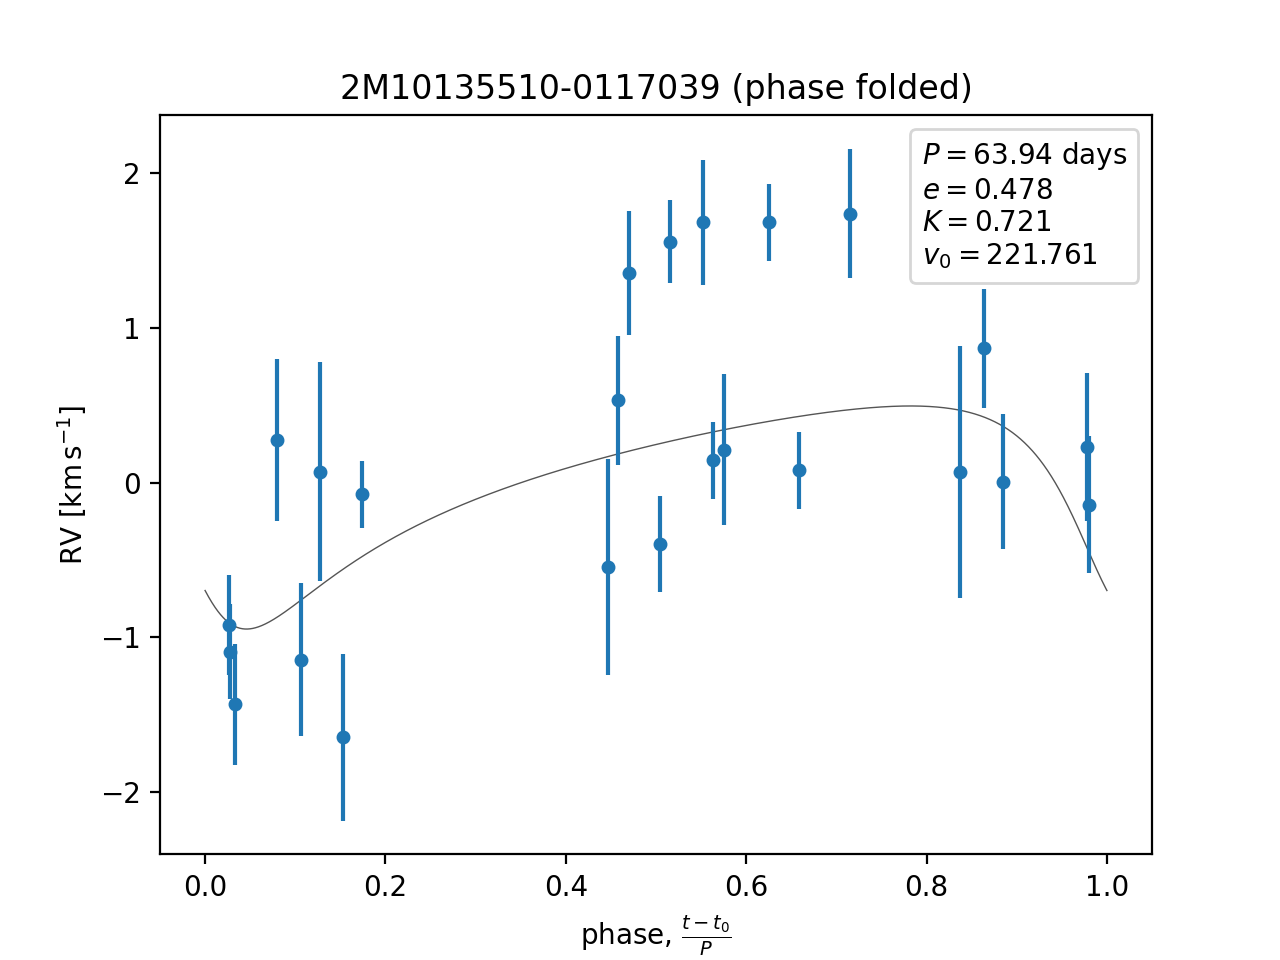 2M10135510-0117039 (phase folded)
P = 63.94 days
e = 0.478
K = 0.721
v₀ = 221.761
RV [km s⁻¹]
2
1
0
−1
−2
0.0 0.2 0.4 0.6 0.8 1.0
phase, (t − t₀)/P